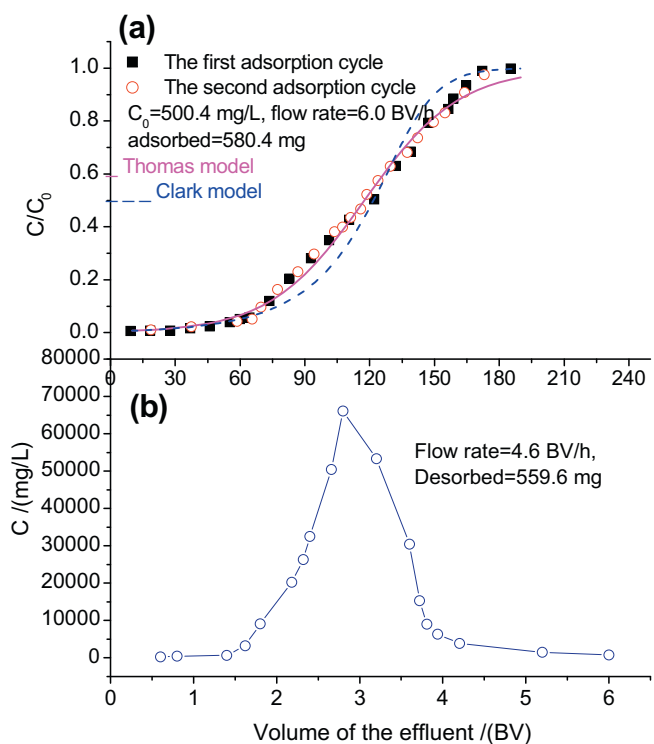 (a)
The first adsorption cycle
The second adsorption cycle
C0=500.4 mg/L, flow rate=6.0 BV/h
adsorbed=580.4 mg
Thomas model
Clark model
C/C0
1.0
0.8
0.6
0.4
0.2
0.0
0 30 60 90 120 150 180 210 240
(b)
Flow rate=4.6 BV/h,
Desorbed=559.6 mg
C /(mg/L)
80000
70000
60000
50000
40000
30000
20000
10000
0
0 1 2 3 4 5 6
Volume of the effluent /(BV)